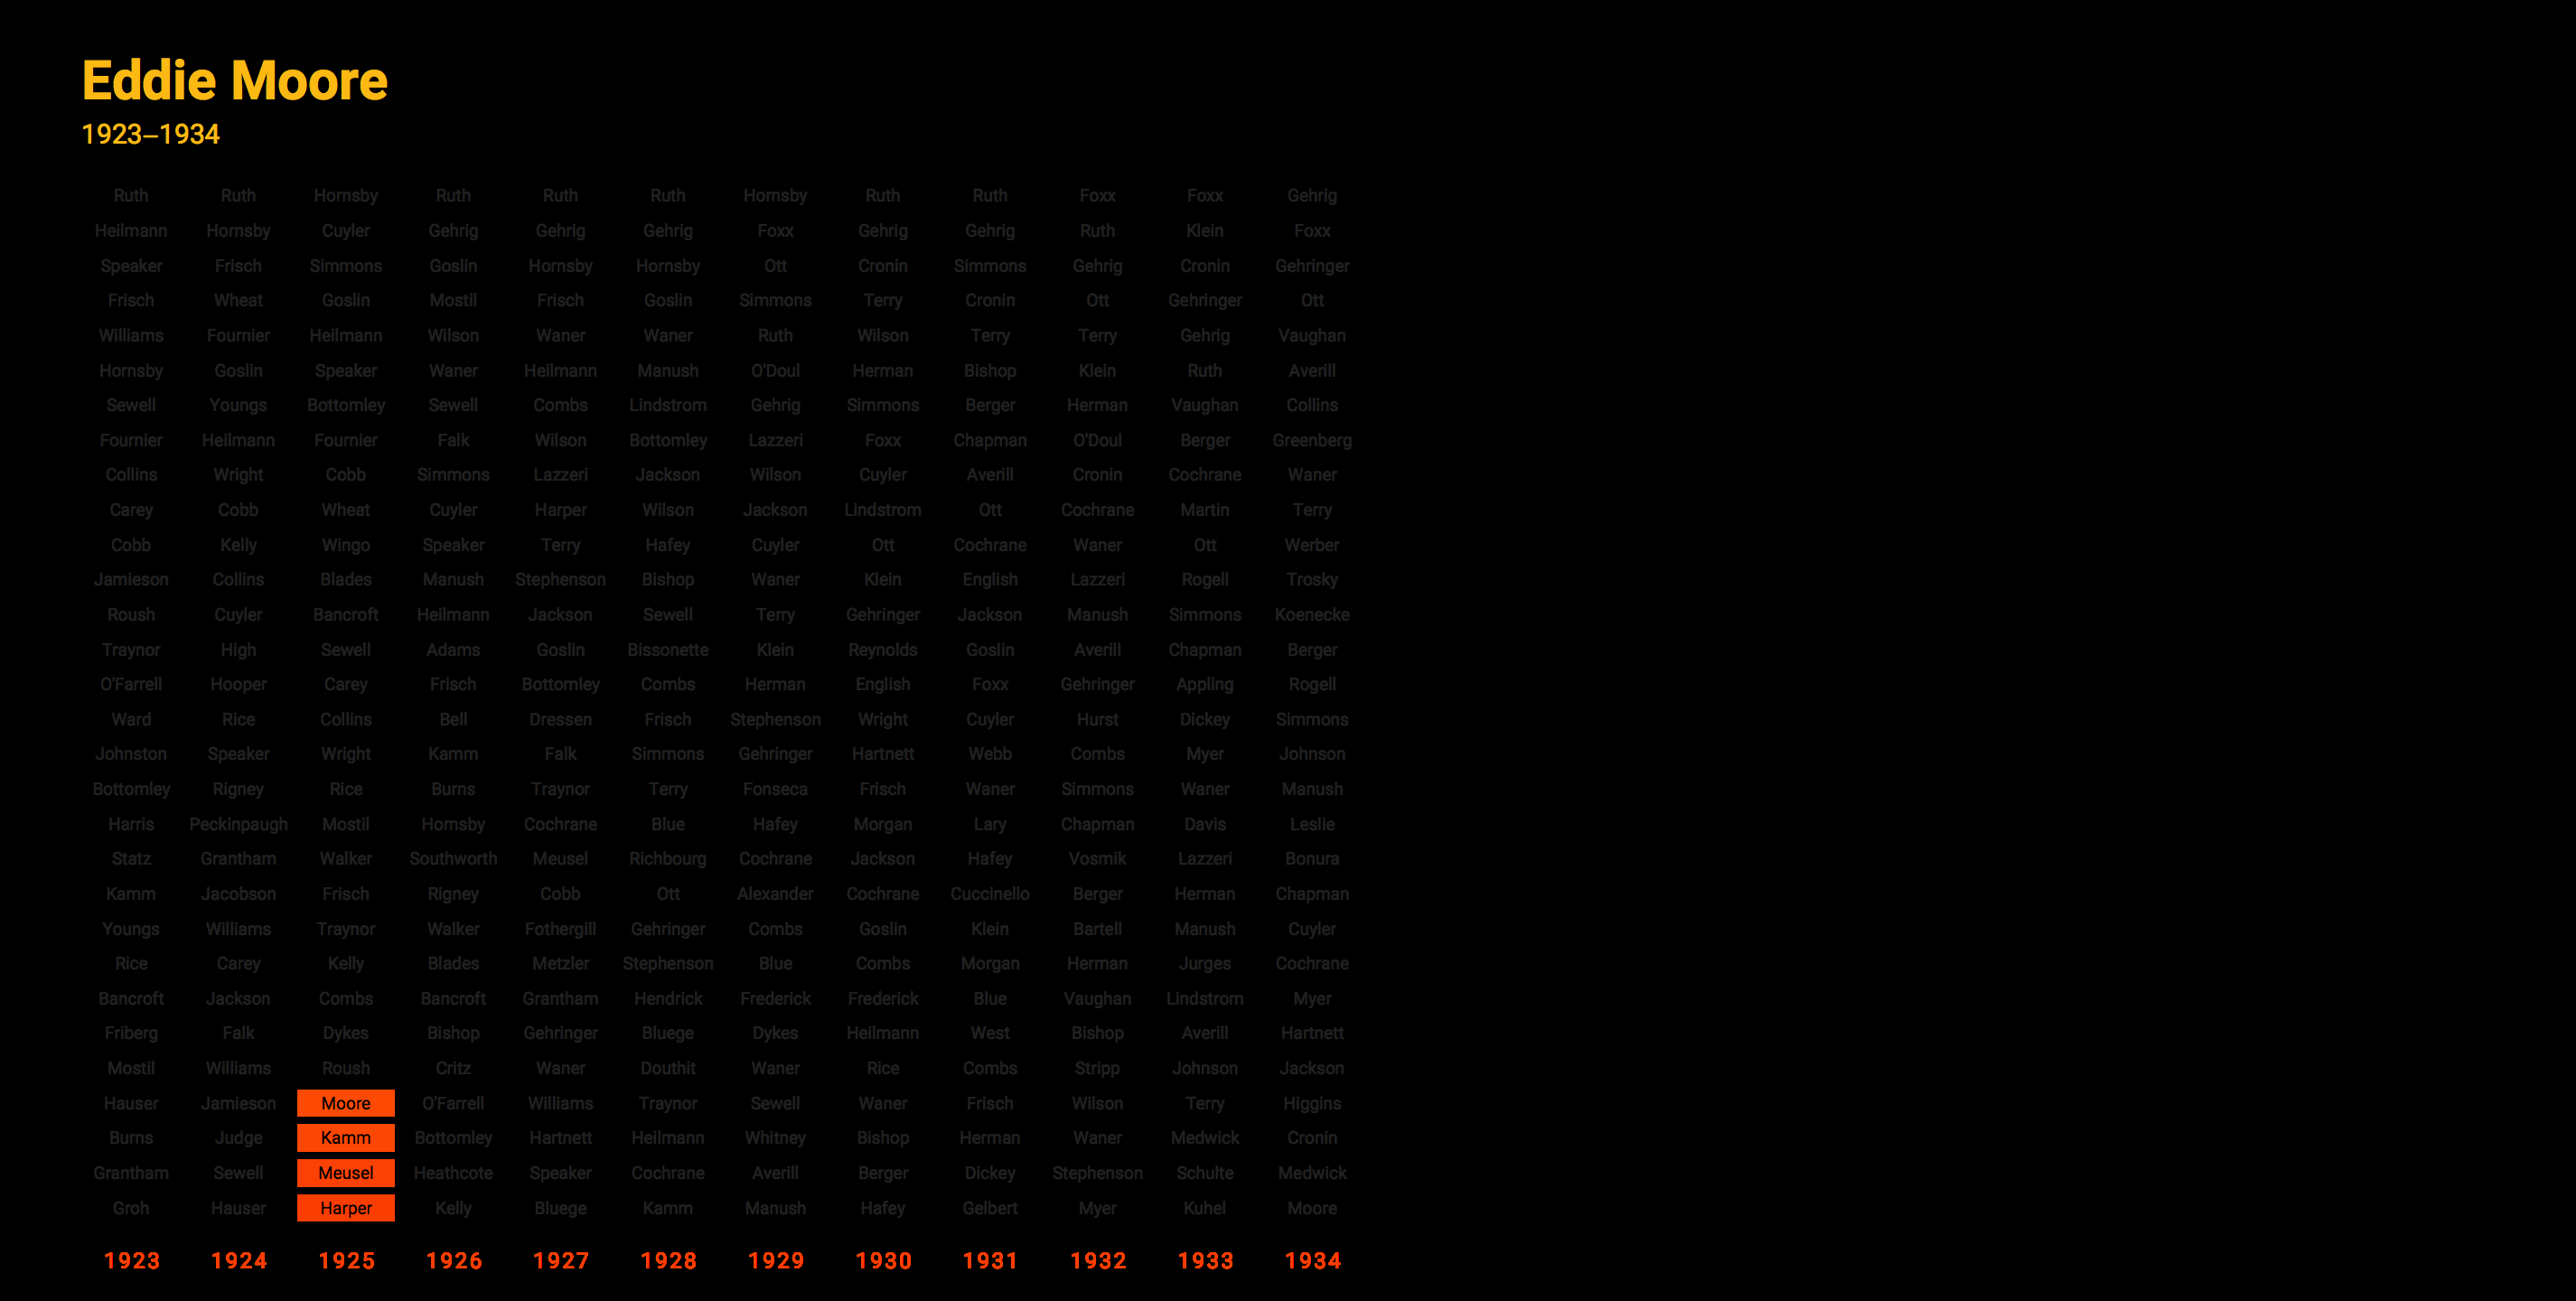 Eddie Moore
1923–1934
Ruth Ruth Hornsby Ruth Ruth Ruth Hornsby Ruth Ruth Foxx Foxx Gehrig
Heilmann Hornsby Cuyler Gehrig Gehrig Gehrig Foxx Gehrig Gehrig Ruth Klein Foxx
Speaker Frisch Simmons Goslin Hornsby Hornsby Ott Cronin Simmons Gehrig Cronin Gehringer
Frisch Wheat Goslin Mostil Frisch Goslin Simmons Terry Cronin Ott Gehringer Ott
Williams Fournier Heilmann Wilson Waner Waner Ruth Wilson Terry Terry Gehrig Vaughan
Hornsby Goslin Speaker Waner Heilmann Manush O'Doul Herman Bishop Klein Ruth Averill
Sewell Youngs Bottomley Sewell Combs Lindstrom Gehrig Simmons Berger Herman Vaughan Collins
Fournier Heilmann Fournier Falk Wilson Bottomley Lazzeri Foxx Chapman O'Doul Berger Greenberg
Collins Wright Cobb Simmons Lazzeri Jackson Wilson Cuyler Averill Cronin Cochrane Waner
Carey Cobb Wheat Cuyler Harper Wilson Jackson Lindstrom Ott Cochrane Martin Terry
Cobb Kelly Wingo Speaker Terry Hafey Cuyler Ott Cochrane Waner Ott Werber
Jamieson Collins Blades Manush Stephenson Bishop Waner Klein English Lazzeri Rogell Trosky
Roush Cuyler Bancroft Heilmann Jackson Sewell Terry Gehringer Jackson Manush Simmons Koenecke
Traynor High Sewell Adams Goslin Bissonette Klein Reynolds Goslin Averill Chapman Berger
O'Farrell Hooper Carey Frisch Bottomley Combs Herman English Foxx Gehringer Appling Rogell
Ward Rice Collins Bell Dressen Frisch Stephenson Wright Cuyler Hurst Dickey Simmons
Johnston Speaker Wright Kamm Falk Simmons Gehringer Hartnett Webb Combs Myer Johnson
Bottomley Rigney Rice Burns Traynor Terry Fonseca Frisch Waner Simmons Waner Manush
Harris Peckinpaugh Mostil Hornsby Cochrane Blue Hafey Morgan Lary Chapman Davis Leslie
Statz Grantham Walker Southworth Meusel Richbourg Cochrane Jackson Hafey Vosmik Lazzeri Bonura
Kamm Jacobson Frisch Rigney Cobb Ott Alexander Cochrane Cuccinello Berger Herman Chapman
Youngs Williams Traynor Walker Fothergill Gehringer Combs Goslin Klein Bartell Manush Cuyler
Rice Carey Kelly Blades Metzler Stephenson Blue Combs Morgan Herman Jurges Cochrane
Bancroft Jackson Combs Bancroft Grantham Hendrick Frederick Frederick Blue Vaughan Lindstrom Myer
Friberg Falk Dykes Bishop Gehringer Bluege Dykes Heilmann West Bishop Averill Hartnett
Mostil Williams Roush Critz Waner Douthit Waner Rice Combs Stripp Johnson Jackson
Hauser Jamieson Moore O'Farrell Williams Traynor Sewell Waner Frisch Wilson Terry Higgins
Burns Judge Kamm Bottomley Hartnett Heilmann Whitney Bishop Herman Waner Medwick Cronin
Grantham Sewell Meusel Heathcote Speaker Cochrane Averill Berger Dickey Stephenson Schulte Medwick
Groh Hauser Harper Kelly Bluege Kamm Manush Hafey Gelbert Myer Kuhel Moore
1923 1924 1925 1926 1927 1928 1929 1930 1931 1932 1933 1934